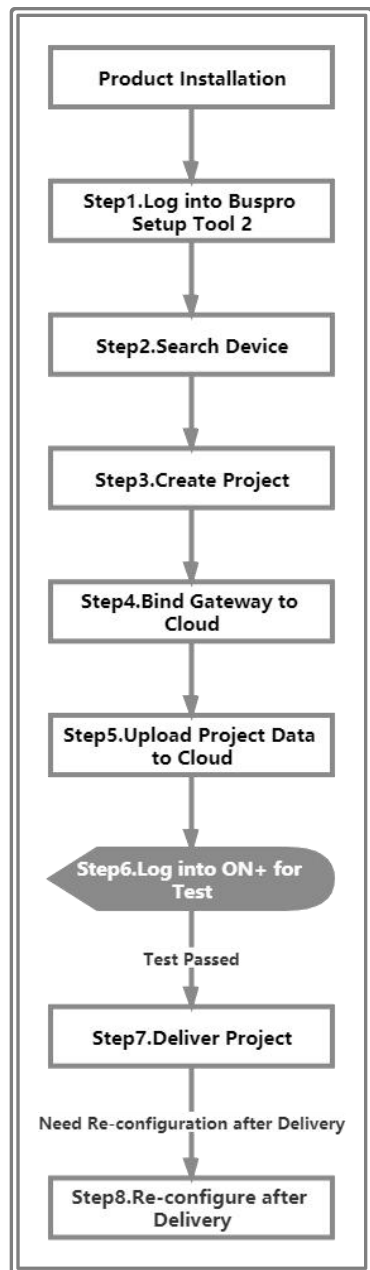 Product Installation
Step1.Log into Buspro
Setup Tool 2
Step2.Search Device
Step3.Create Project
Step4.Bind Gateway to
Cloud
Step5.Upload Project Data
to Cloud
Step6.Log into ON+ for
Test
Test Passed
Step7.Deliver Project
Need Re-configuration after Delivery
Step8.Re-configure after
Delivery